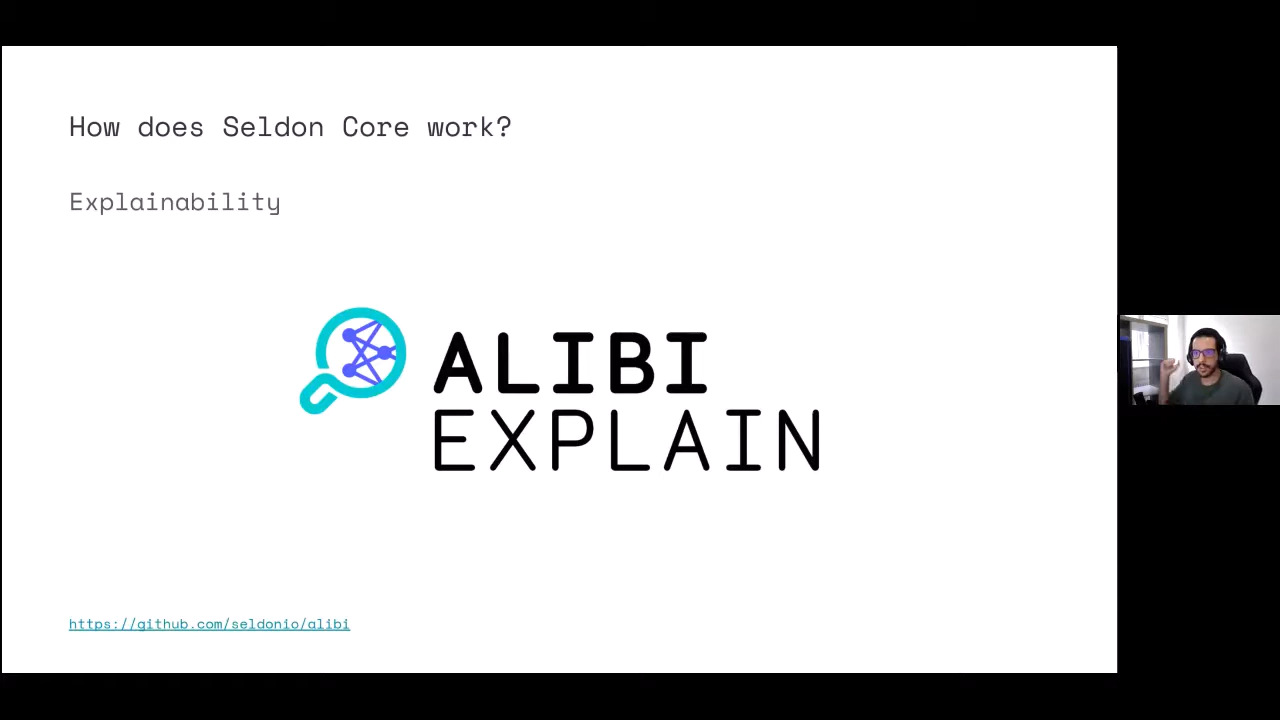 How does Seldon Core work?
Explainability
ALIBI
EXPLAIN
https://github.com/seldonio/alibi